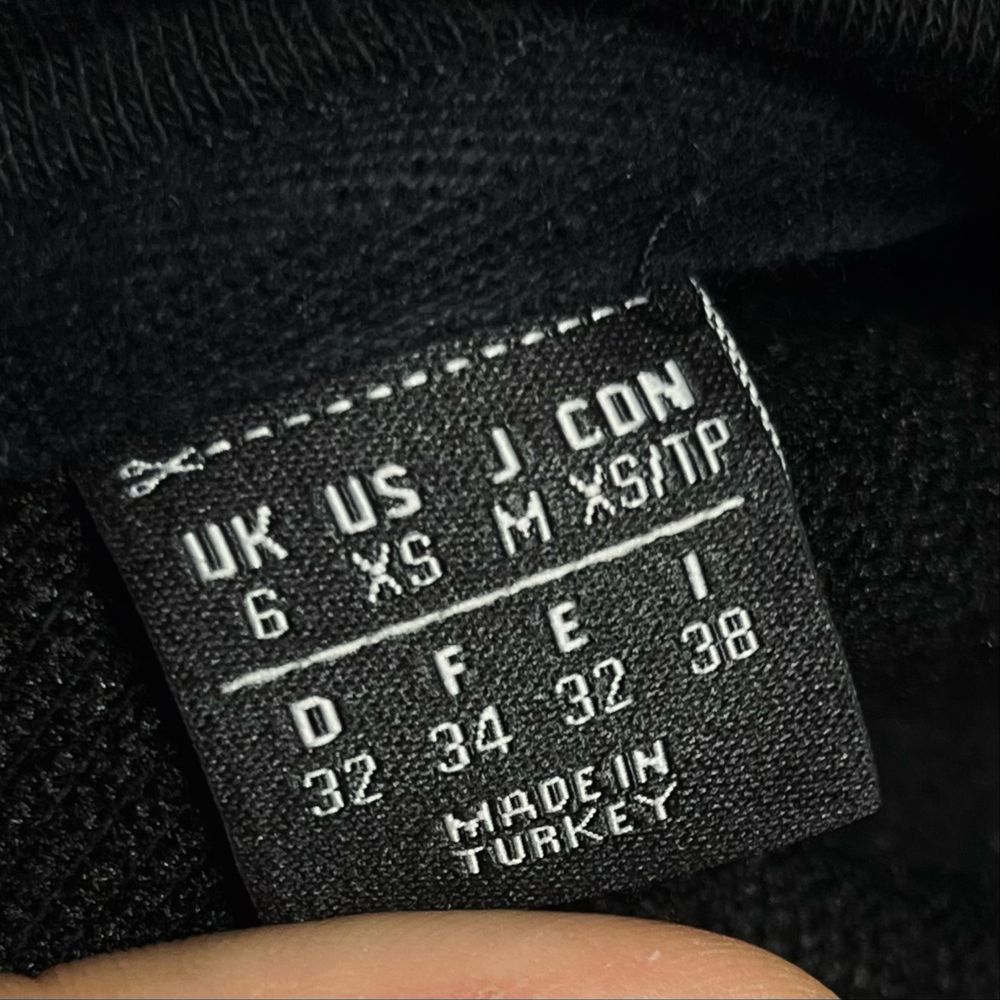 UK US J CON
6 XS M XS/TP
D F E I
32 34 32 38
MADE IN
TURKEY